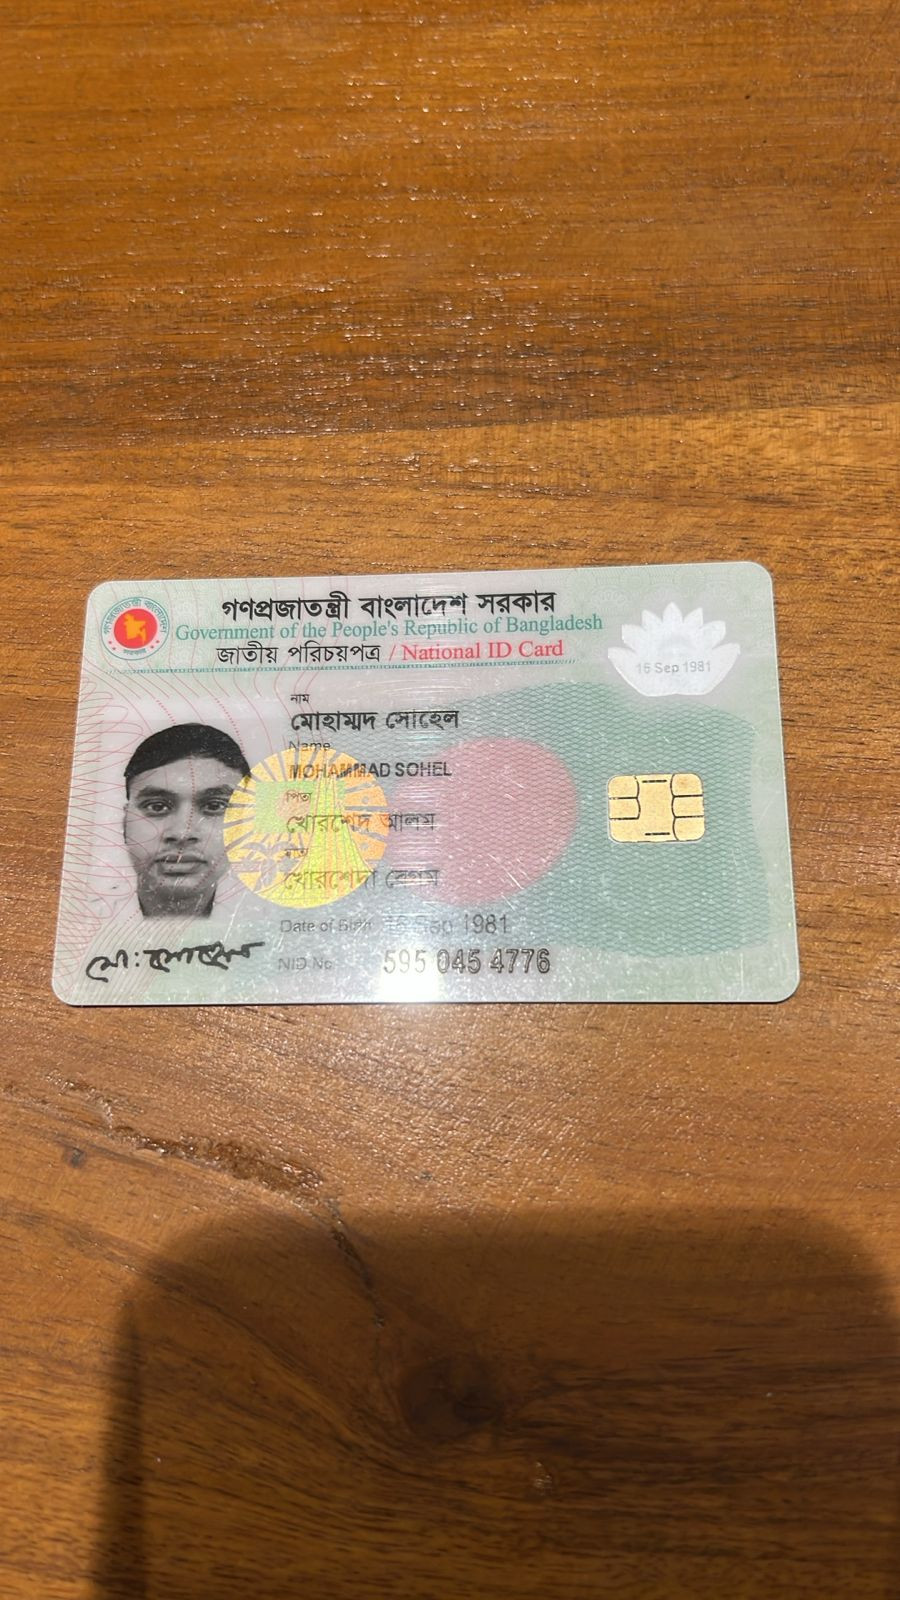 গণপ্রজাতন্ত্রী বাংলাদেশ সরকার
Government of the People's Republic of Bangladesh
জাতীয় পরিচয়পত্র / National ID Card
16 Sep 1981
নাম
মোহাম্মদ সোহেল
Name
MOHAMMAD SOHEL
পিতা
খোরশেদ আলম
মাতা
খোরশেদা বেগম
Date of Birth Sep 1981
NID No 595 045 4776
মো: